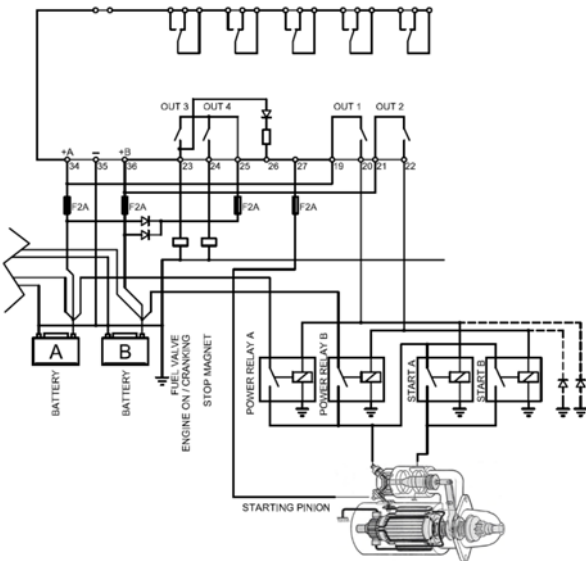 OUT 3 OUT 4 OUT 1 OUT 2
+A – +B
34 35 36 23 24 25 26 27 19 20 21 22
F2A F2A F2A F2A
A B
BATTERY
BATTERY
FUEL VALVE
ENGINE ON / CRANKING
STOP MAGNET
POWER RELAY A
POWER RELAY B
START A
START B
STARTING PINION